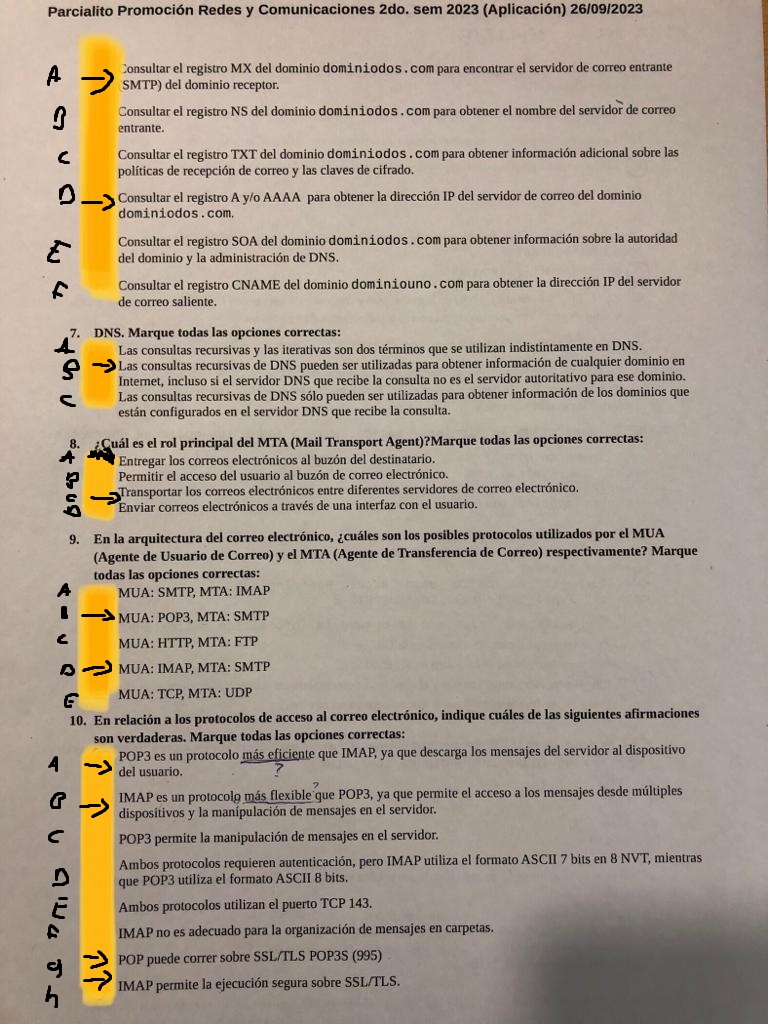 Parcialito Promoción Redes y Comunicaciones 2do. sem 2023 (Aplicación) 26/09/2023
A → Consultar el registro MX del dominio dominiodos.com para encontrar el servidor de correo entrante
(SMTP) del dominio receptor.
B Consultar el registro NS del dominio dominiodos.com para obtener el nombre del servidor de correo
entrante.
C Consultar el registro TXT del dominio dominiodos.com para obtener información adicional sobre las
políticas de recepción de correo y las claves de cifrado.
D → Consultar el registro A y/o AAAA para obtener la dirección IP del servidor de correo del dominio
dominiodos.com.
E Consultar el registro SOA del dominio dominiodos.com para obtener información sobre la autoridad
del dominio y la administración de DNS.
F Consultar el registro CNAME del dominio dominiouno.com para obtener la dirección IP del servidor
de correo saliente.
7. DNS. Marque todas las opciones correctas:
A Las consultas recursivas y las iterativas son dos términos que se utilizan indistintamente en DNS.
B → Las consultas recursivas de DNS pueden ser utilizadas para obtener información de cualquier dominio en
Internet, incluso si el servidor DNS que recibe la consulta no es el servidor autoritativo para ese dominio.
C Las consultas recursivas de DNS sólo pueden ser utilizadas para obtener información de los dominios que
están configurados en el servidor DNS que recibe la consulta.
8. ¿Cuál es el rol principal del MTA (Mail Transport Agent)?Marque todas las opciones correctas:
A Entregar los correos electrónicos al buzón del destinatario.
B Permitir el acceso del usuario al buzón de correo electrónico.
C → Transportar los correos electrónicos entre diferentes servidores de correo electrónico.
D Enviar correos electrónicos a través de una interfaz con el usuario.
9. En la arquitectura del correo electrónico, ¿cuáles son los posibles protocolos utilizados por el MUA
(Agente de Usuario de Correo) y el MTA (Agente de Transferencia de Correo) respectivamente? Marque
todas las opciones correctas:
A MUA: SMTP, MTA: IMAP
B → MUA: POP3, MTA: SMTP
C MUA: HTTP, MTA: FTP
D → MUA: IMAP, MTA: SMTP
E MUA: TCP, MTA: UDP
10. En relación a los protocolos de acceso al correo electrónico, indique cuáles de las siguientes afirmaciones
son verdaderas. Marque todas las opciones correctas:
A → POP3 es un protocolo más eficiente que IMAP, ya que descarga los mensajes del servidor al dispositivo
del usuario. ?
?
B → IMAP es un protocolo más flexible que POP3, ya que permite el acceso a los mensajes desde múltiples
dispositivos y la manipulación de mensajes en el servidor.
C POP3 permite la manipulación de mensajes en el servidor.
D Ambos protocolos requieren autenticación, pero IMAP utiliza el formato ASCII 7 bits en 8 NVT, mientras
que POP3 utiliza el formato ASCII 8 bits.
E Ambos protocolos utilizan el puerto TCP 143.
IMAP no es adecuado para la organización de mensajes en carpetas.
g → POP puede correr sobre SSL/TLS POP3S (995)
h → IMAP permite la ejecución segura sobre SSL/TLS.